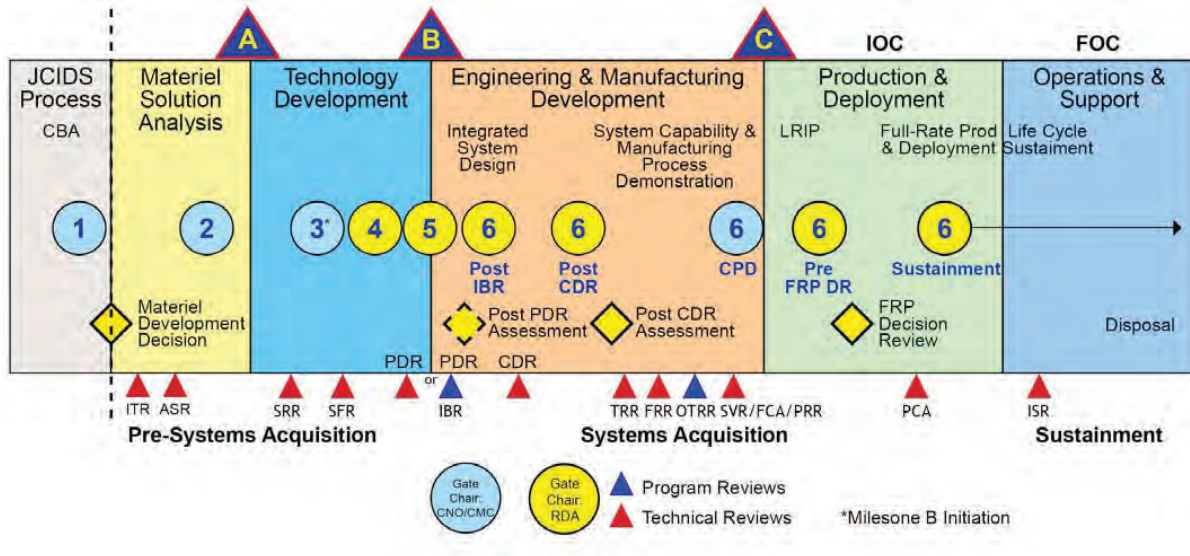 A
B
C
IOC
FOC
JCIDS
Process
CBA
Materiel
Solution
Analysis
Technology
Development
Engineering & Manufacturing
Development
Integrated
System
Design
System Capability &
Manufacturing
Process
Demonstration
Production &
Deployment
LRIP
Full-Rate Prod
& Deployment
Operations &
Support
Life Cycle
Sustaiment
1
2
3*
4
5
6
6
6
6
6
Post
IBR
Post
CDR
CPD
Pre
FRP DR
Sustainment
Materiel
Development
Decision
Post PDR
Assessment
Post CDR
Assessment
FRP
Decision
Review
Disposal
PDR
or
PDR
CDR
ITR
ASR
SRR
SFR
IBR
TRR
FRR
OTRR
SVR/FCA/PRR
PCA
ISR
Pre-Systems Acquisition
Systems Acquisition
Sustainment
Gate
Chair:
CNO/CMC
Gate
Chair:
RDA
Program Reviews
Technical Reviews
*Milesone B Initiation